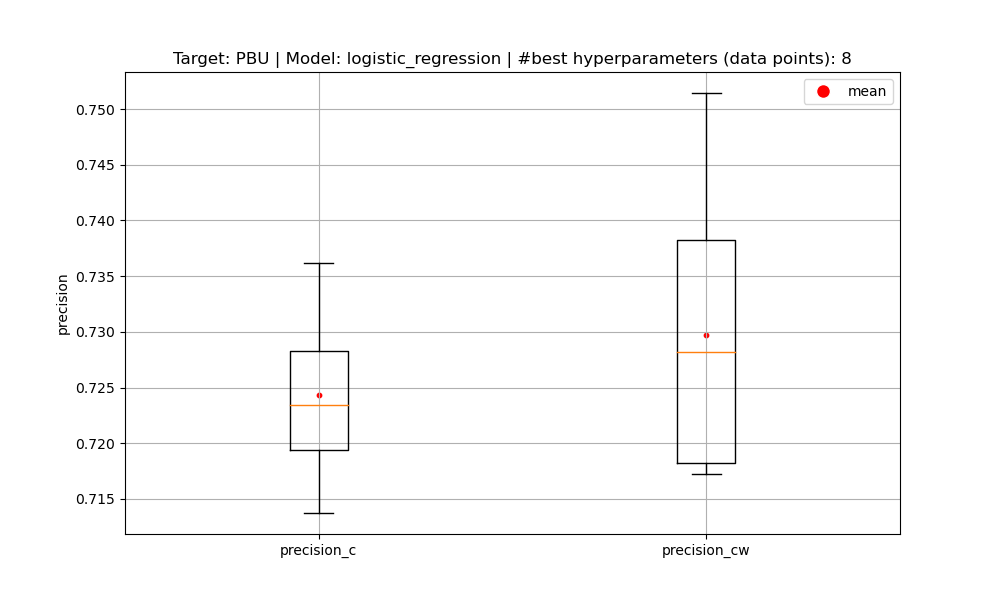 Target: PBU | Model: logistic_regression | #best hyperparameters (data points): 8
mean
0.750
0.745
0.740
0.735
0.730
0.725
0.720
0.715
precision
precision_c
precision_cw